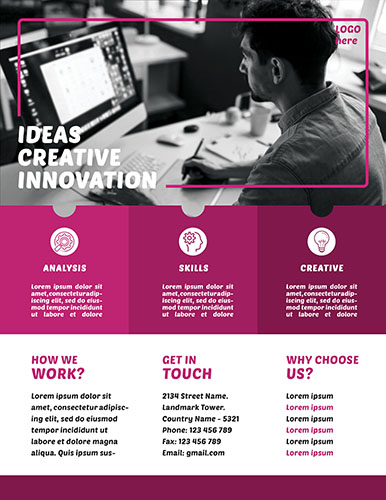 LOGO
here
IDEAS
CREATIVE
INNOVATION
ANALYSIS
Lorem ipsum dolor sit
amet,consecteturadip-
iscing, sed do eius-
mod tempor incididunt
ut labore et dolore
SKILLS
Lorem ipsum dolor sit
amet,consecteturadip-
iscing, sed do eius-
mod tempor incididunt
ut labore et dolore
CREATIVE
Lorem ipsum dolor sit
amet,consecteturadip-
iscing, sed do eius-
mod tempor incididunt
ut labore et dolore
HOW WE
WORK?
Lorem ipsum dolor sit
amet, consectetur adipisc-
ing elit, sed do eiusmod
tempor incididunt ut
labore et dolore magna
aliqua. Quis ipsum sus-
GET IN
TOUCH
2134 Street Name.
Landmark Tower.
Country Name - 5321
Phone: 123 456 789
Fax: 123 456 789
Email: gmail.com
WHY CHOOSE
US?
Lorem ipsum
Lorem ipsum
Lorem ipsum
Lorem ipsum
Lorem ipsum
Lorem ipsum